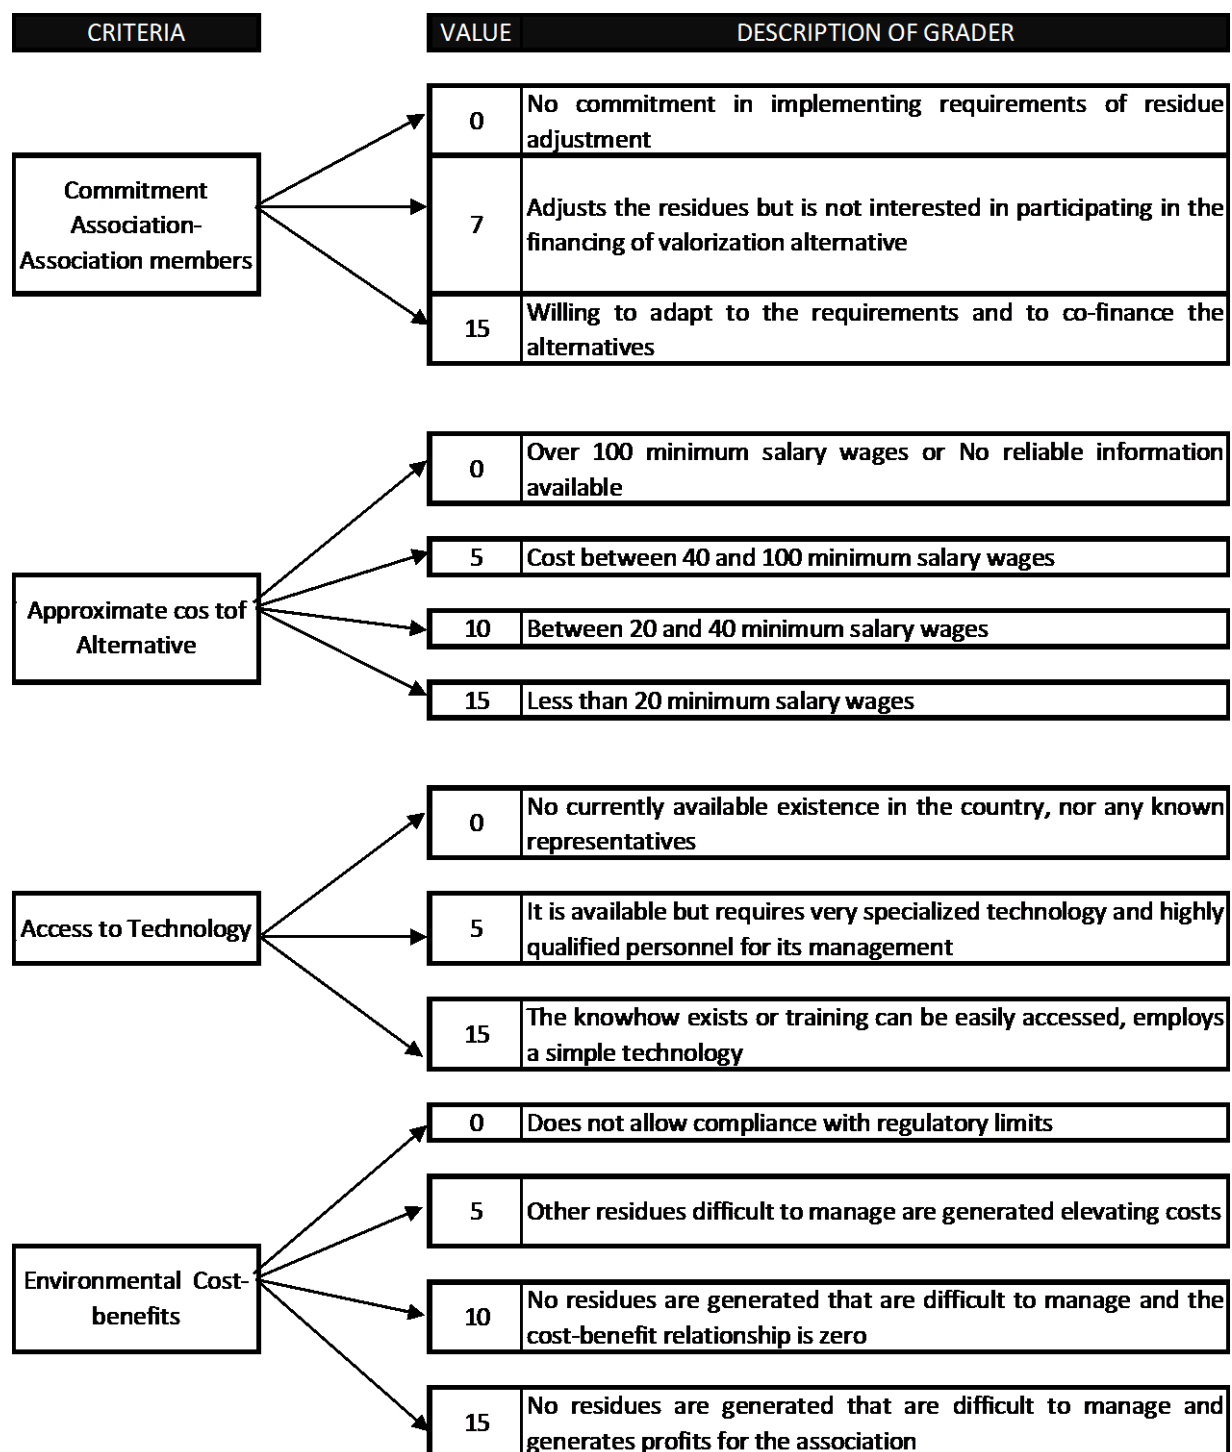 CRITERIA VALUE DESCRIPTION OF GRADER
Commitment
Association-
Association members
0 No commitment in implementing requirements of residue
adjustment
7 Adjusts the residues but is not interested in participating in the
financing of valorization alternative
15 Willing to adapt to the requirements and to co-finance the
alternatives
Approximate cos tof
Alternative
0 Over 100 minimum salary wages or No reliable information
available
5 Cost between 40 and 100 minimum salary wages
10 Between 20 and 40 minimum salary wages
15 Less than 20 minimum salary wages
Access to Technology
0 No currently available existence in the country, nor any known
representatives
5 It is available but requires very specialized technology and highly
qualified personnel for its management
15 The knowhow exists or training can be easily accessed, employs
a simple technology
Environmental Cost-
benefits
0 Does not allow compliance with regulatory limits
5 Other residues difficult to manage are generated elevating costs
10 No residues are generated that are difficult to manage and the
cost-benefit relationship is zero
15 No residues are generated that are difficult to manage and
generates profits for the association